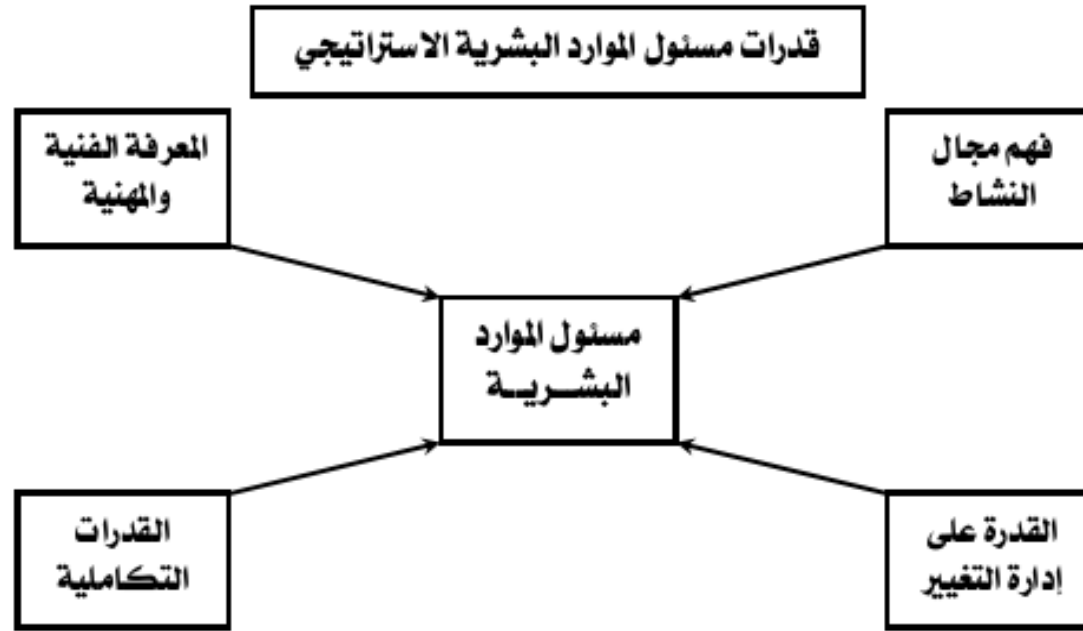 قدرات مسئول الموارد البشرية الاستراتيجي
فهم مجال
النشاط
المعرفة الفنية
والمهنية
مسئول الموارد
البشــريــة
القدرة على
إدارة التغيير
القدرات
التكاملية